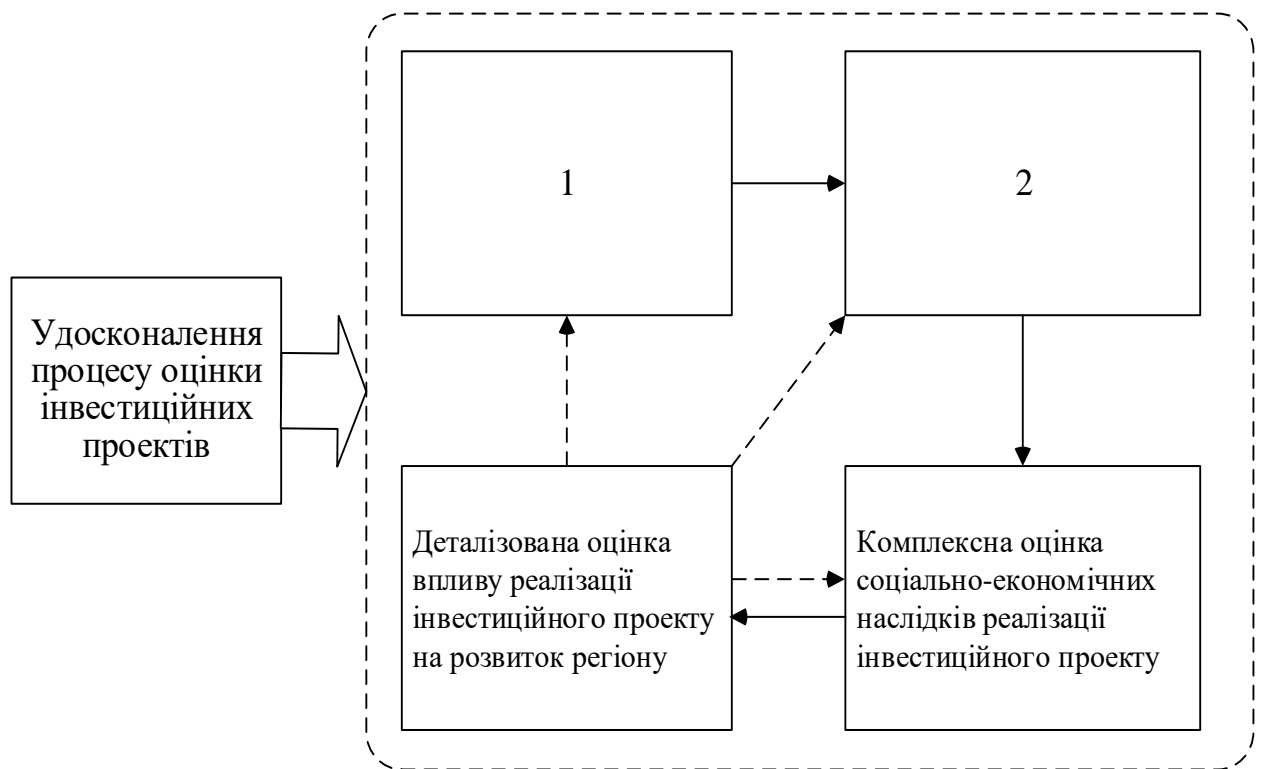 1
2
Удосконалення
процесу оцінки
інвестиційних
проектів
Деталізована оцінка
впливу реалізації
інвестиційного проекту
на розвиток регіону
Комплексна оцінка
соціально-економічних
наслідків реалізації
інвестиційного проекту